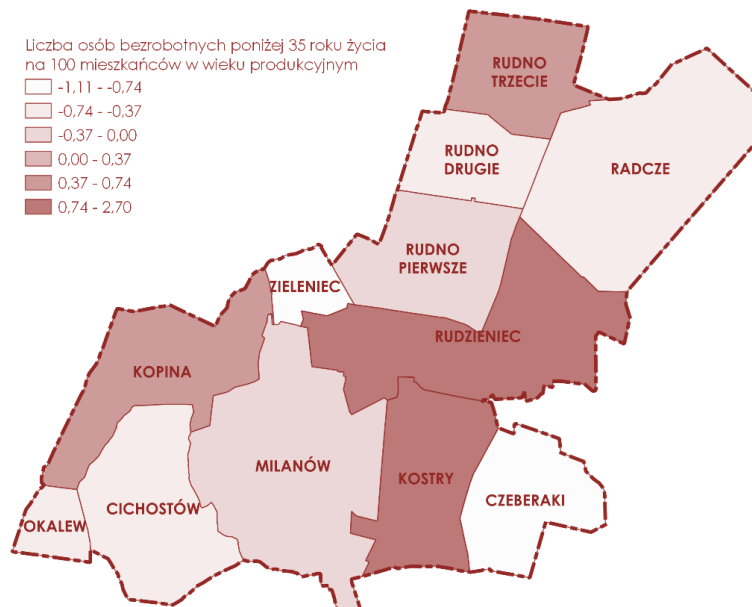 Liczba osób bezrobotnych poniżej 35 roku życia
na 100 mieszkańców w wieku produkcyjnym
-1,11 - -0,74
-0,74 - -0,37
-0,37 - 0,00
0,00 - 0,37
0,37 - 0,74
0,74 - 2,70
RUDNO
TRZECIE
RUDNO
DRUGIE
RADCZE
RUDNO
PIERWSZE
ZIELENIEC
RUDZIENIEC
KOPINA
MILANÓW
KOSTRY
CZEBERAKI
CICHOSTÓW
OKALEW